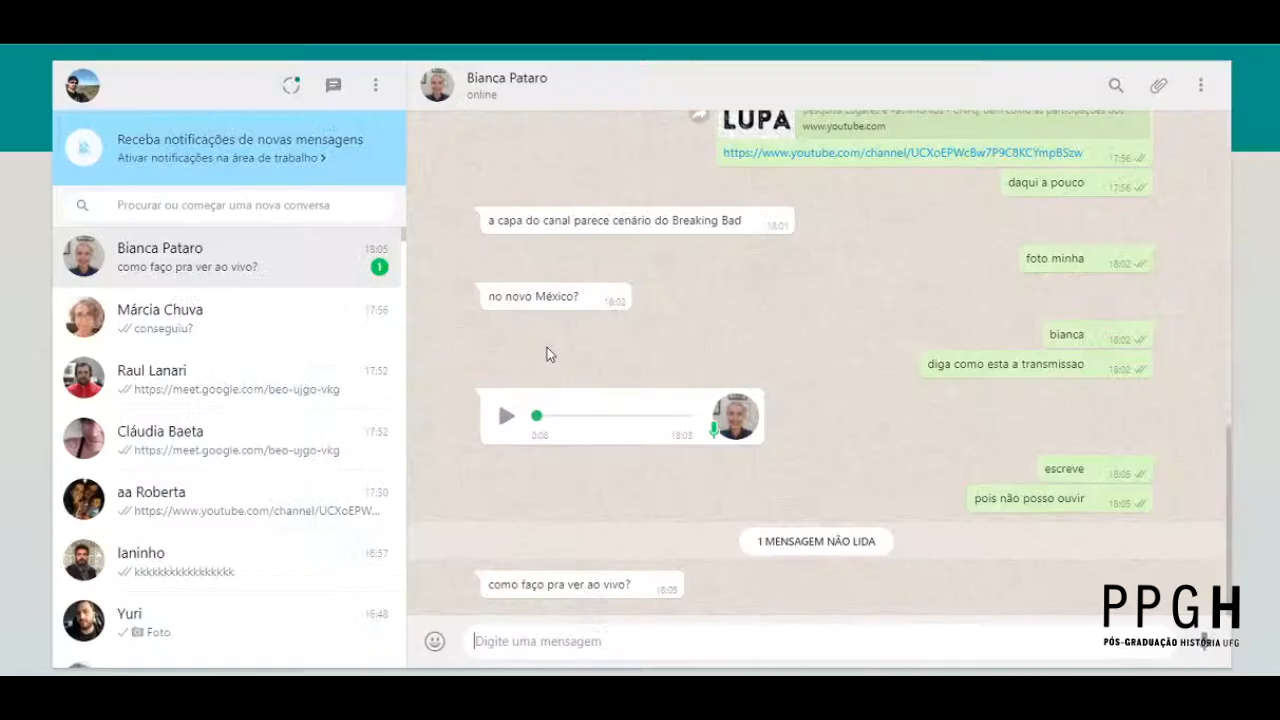 Receba notificações de novas mensagens
Ativar notificações na área de trabalho
Procurar ou começar uma nova conversa
Bianca Pataro
18:05
como faço pra ver ao vivo?
1
Márcia Chuva
17:56
conseguiu?
Raul Lanari
17:52
https://meet.google.com/beo-ujgo-vkg
Cláudia Baeta
17:52
https://meet.google.com/beo-ujgo-vkg
aa Roberta
17:30
https://www.youtube.com/channel/UCXoEPW...
Ianinho
16:57
kkkkkkkkkkkkkkkkk
Yuri
16:48
Foto
Bianca Pataro
online
LUPA
www.youtube.com
https://www.youtube.com/channel/UCXoEPWcBw7P9C8KCYmpBSzw
17:56
daqui a pouco
17:56
a capa do canal parece cenário do Breaking Bad
18:01
foto minha
18:02
no novo México?
18:02
bianca
18:02
diga como esta a transmissao
18:02
0:08
18:03
escreve
18:05
pois não posso ouvir
18:05
1 MENSAGEM NÃO LIDA
como faço pra ver ao vivo?
18:05
Digite uma mensagem
PPGH
PÓS-GRADUAÇÃO HISTÓRIA UFG